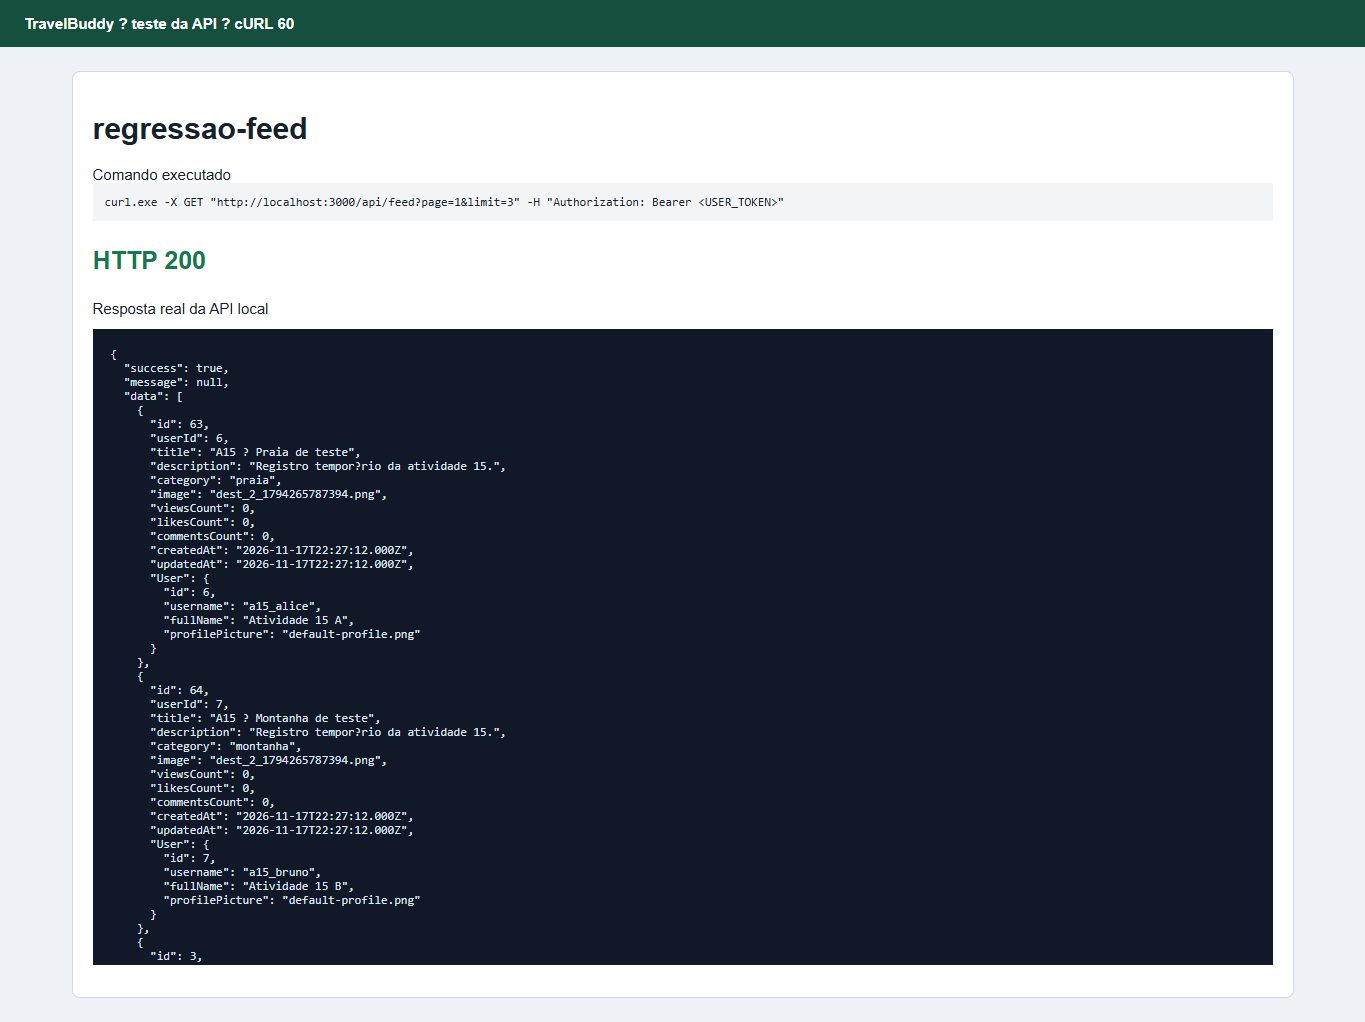 TravelBuddy ? teste da API ? cURL 60
regressao-feed
Comando executado
curl.exe -X GET "http://localhost:3000/api/feed?page=1&limit=3" -H "Authorization: Bearer <USER_TOKEN>"
HTTP 200
Resposta real da API local
{
  "success": true,
  "message": null,
  "data": [
    {
      "id": 63,
      "userId": 6,
      "title": "A15 ? Praia de teste",
      "description": "Registro tempor?rio da atividade 15.",
      "category": "praia",
      "image": "dest_2_1794265787394.png",
      "viewsCount": 0,
      "likesCount": 0,
      "commentsCount": 0,
      "createdAt": "2026-11-17T22:27:12.000Z",
      "updatedAt": "2026-11-17T22:27:12.000Z",
      "User": {
        "id": 6,
        "username": "a15_alice",
        "fullName": "Atividade 15 A",
        "profilePicture": "default-profile.png"
      }
    },
    {
      "id": 64,
      "userId": 7,
      "title": "A15 ? Montanha de teste",
      "description": "Registro tempor?rio da atividade 15.",
      "category": "montanha",
      "image": "dest_2_1794265787394.png",
      "viewsCount": 0,
      "likesCount": 0,
      "commentsCount": 0,
      "createdAt": "2026-11-17T22:27:12.000Z",
      "updatedAt": "2026-11-17T22:27:12.000Z",
      "User": {
        "id": 7,
        "username": "a15_bruno",
        "fullName": "Atividade 15 B",
        "profilePicture": "default-profile.png"
      }
    },
    {
      "id": 3,